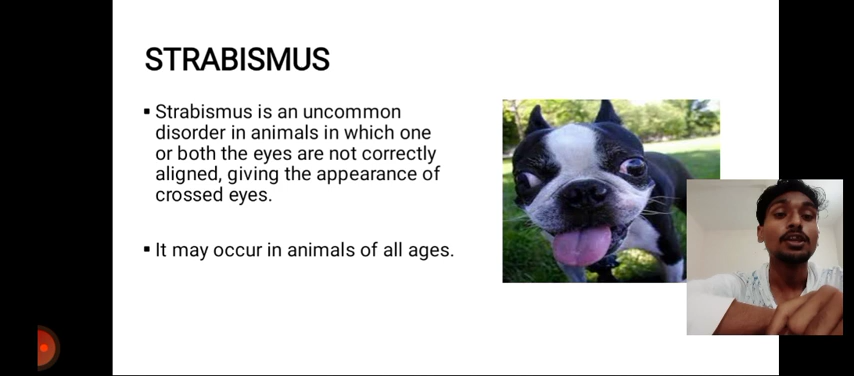 STRABISMUS
▪ Strabismus is an uncommon
disorder in animals in which one
or both the eyes are not correctly
aligned, giving the appearance of
crossed eyes.
▪ It may occur in animals of all ages.